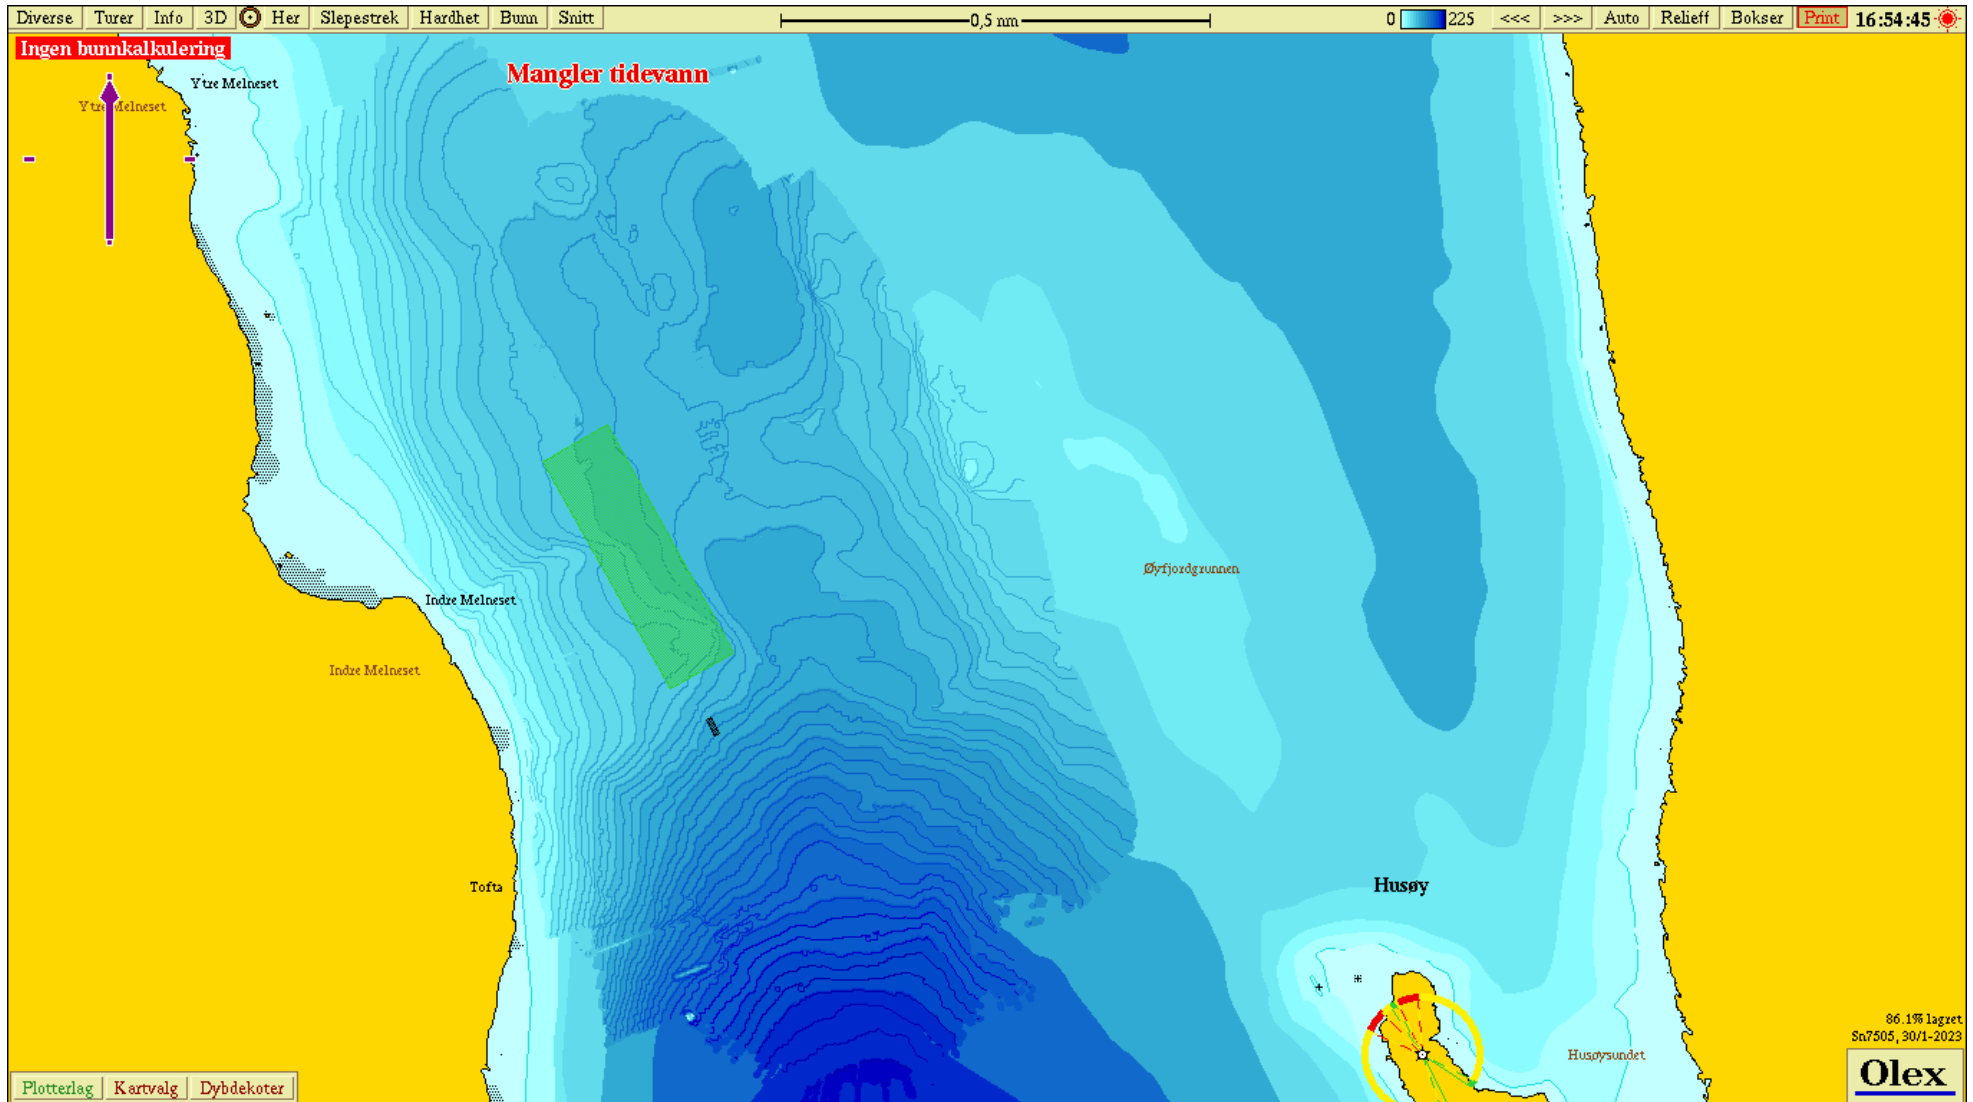 Diverse Turer Info 3D Her Slepestrek Hardhet Bunn Snitt 0,5 nm 0 225 <<< >>> Auto Relieff Bokser Print 16:54:45
Ingen bunnkalkulering
Mangler tidevann
Ytre Melneset
Ytre Melneset
Øyfjordgrunnen
Indre Melneset
Indre Melneset
Tofta
Husøy
86.1% lagret
Sn7505, 30/1-2023
Husøysundet
Olex
Plotterlag Kartvalg Dybdekoter